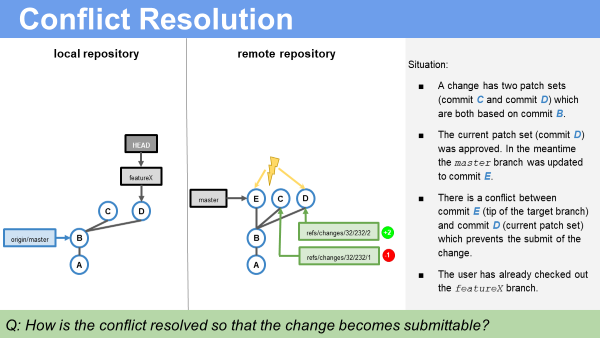 Conflict Resolution
local repository
remote repository
HEAD
featureX
C
D
origin/master
B
A
master
E
C
D
refs/changes/32/232/2
+2
B
refs/changes/32/232/1
1
A
Situation:
■ A change has two patch sets
(commit C and commit D) which
are both based on commit B.
■ The current patch set (commit D)
was approved. In the meantime
the master branch was updated
to commit E.
■ There is a conflict between
commit E (tip of the target branch)
and commit D (current patch set)
which prevents the submit of the
change.
■ The user has already checked out
the featureX branch.
Q: How is the conflict resolved so that the change becomes submittable?